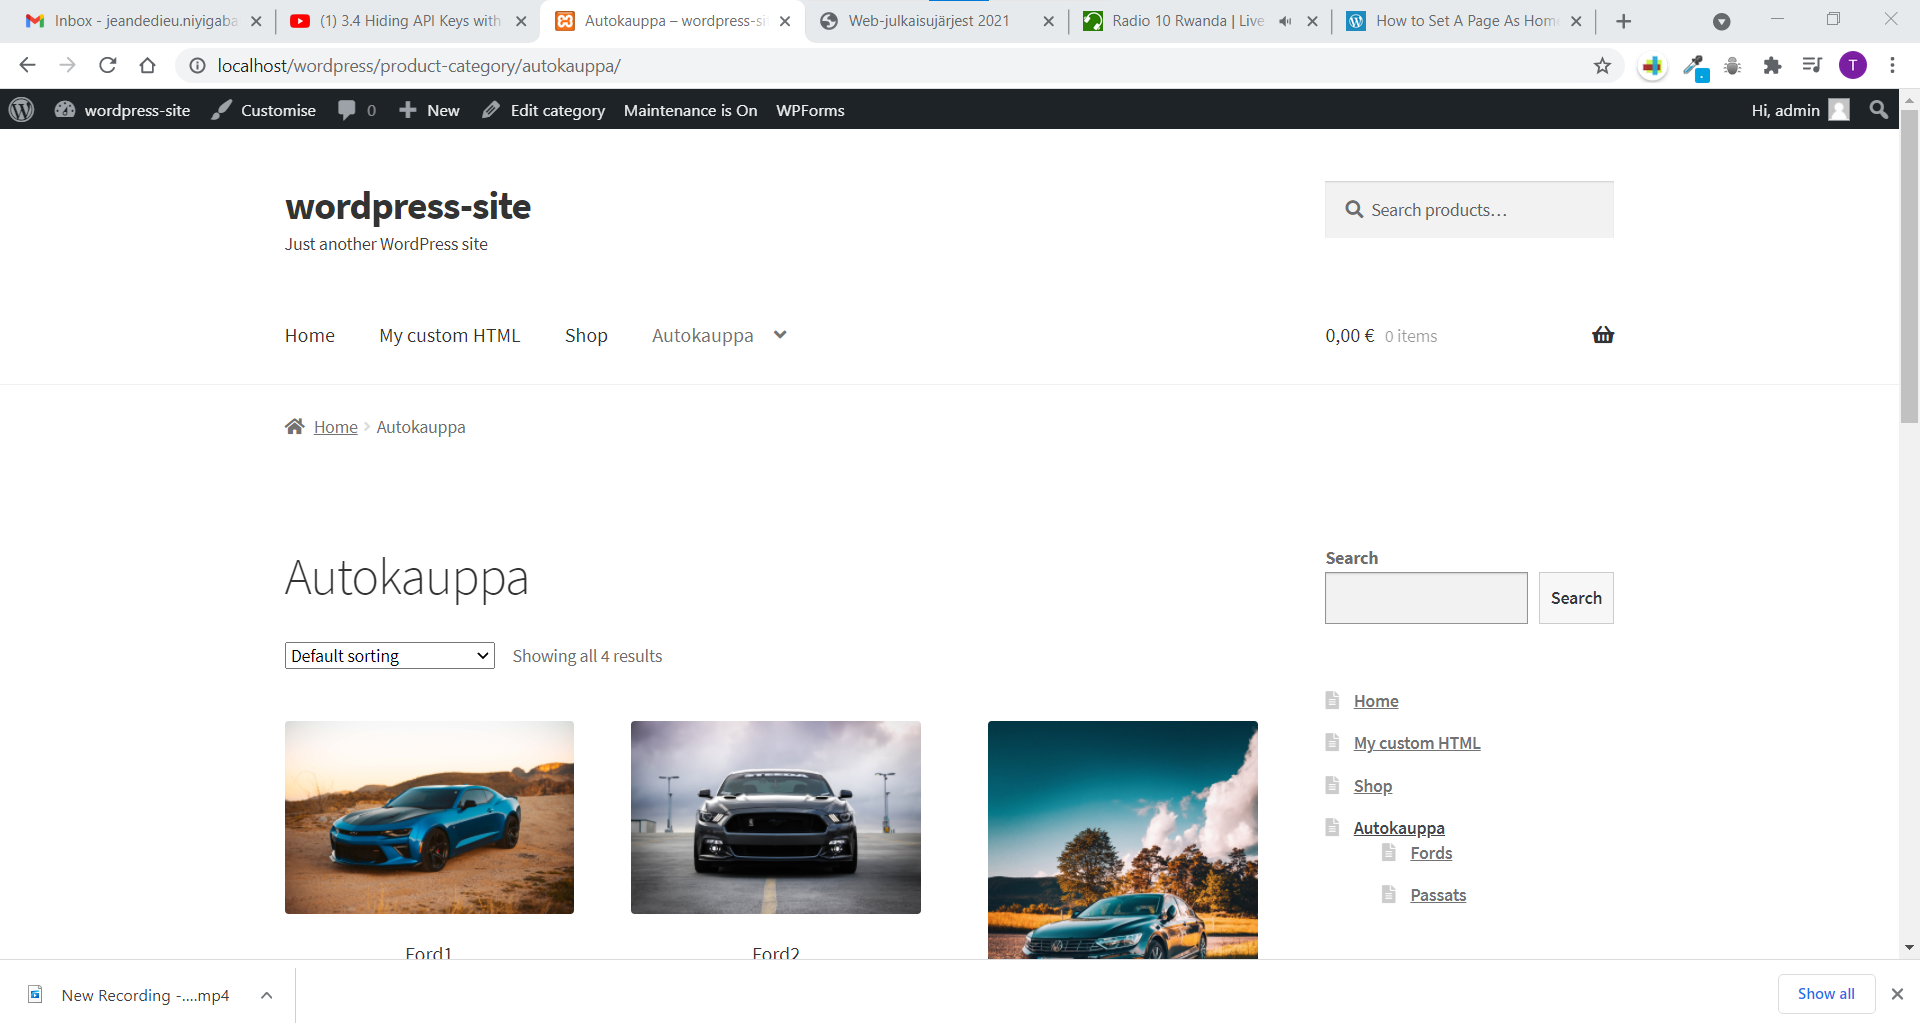 Inbox - jeandedieu.niyigaba
(1) 3.4 Hiding API Keys with
Autokauppa – wordpress-si
Web-julkaisujärjest 2021
Radio 10 Rwanda | Live
How to Set A Page As Hom
localhost/wordpress/product-category/autokauppa/
T
wordpress-site
Customise
0
New
Edit category
Maintenance is On
WPForms
Hi, admin
wordpress-site
Just another WordPress site
Search products…
Home
My custom HTML
Shop
Autokauppa
0,00 € 0 items
Home
Autokauppa
Autokauppa
Default sorting
Showing all 4 results
Search
Search
Home
My custom HTML
Shop
Autokauppa
Fords
Passats
STEEDA
Ford1
Ford2
New Recording -....mp4
Show all